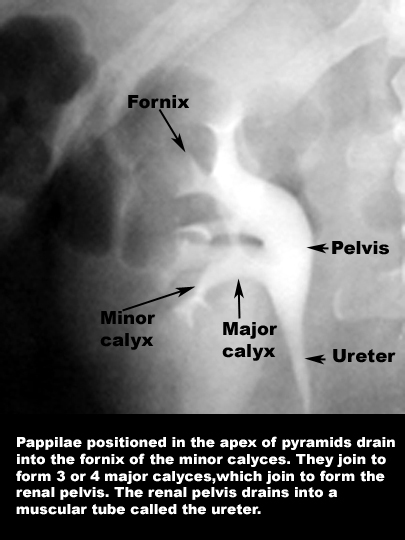 Fornix
Pelvis
Minor
calyx
Major
calyx
Ureter
Pappilae positioned in the apex of pyramids drain
into the fornix of the minor calyces. They join to
form 3 or 4 major calyces,which join to form the
renal pelvis. The renal pelvis drains into a
muscular tube called the ureter.